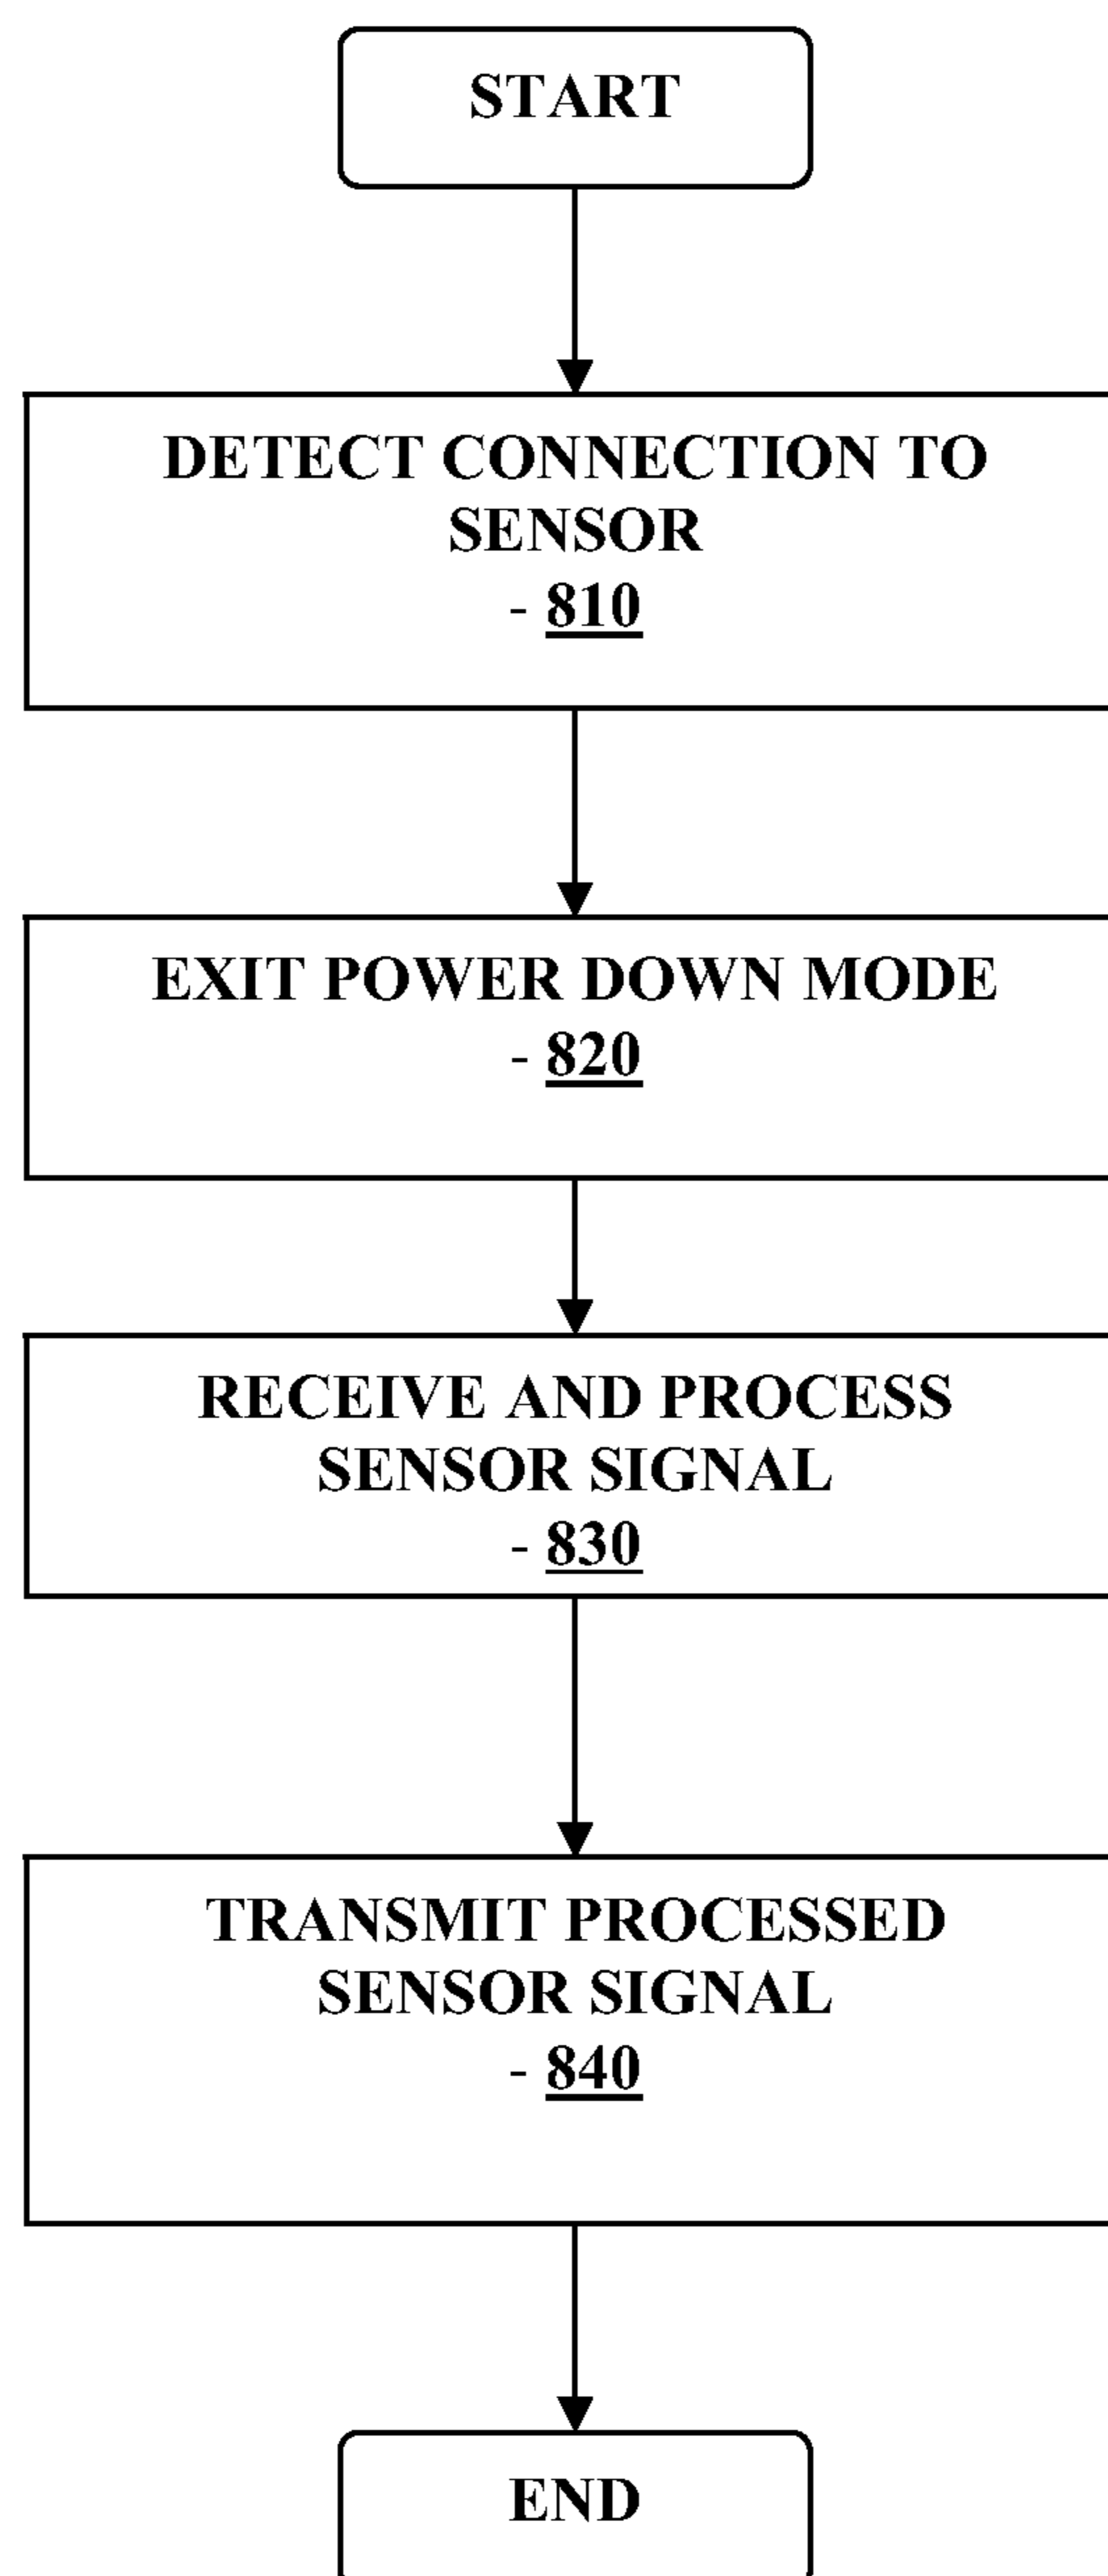 START
DETECT CONNECTION TO
SENSOR
- 810
EXIT POWER DOWN MODE
- 820
RECEIVE AND PROCESS
SENSOR SIGNAL
- 830
TRANSMIT PROCESSED
SENSOR SIGNAL
- 840
END